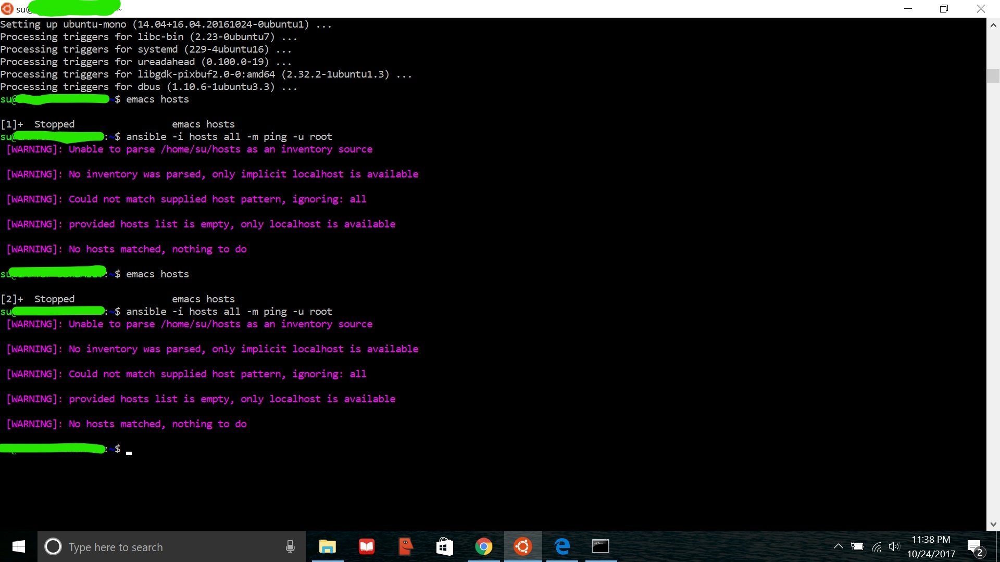 su@ ~
Setting up ubuntu-mono (14.04+16.04.20161024-0ubuntu1) ...
Processing triggers for libc-bin (2.23-0ubuntu7) ...
Processing triggers for systemd (229-4ubuntu16) ...
Processing triggers for ureadahead (0.100.0-19) ...
Processing triggers for libgdk-pixbuf2.0-0:amd64 (2.32.2-1ubuntu1.3) ...
Processing triggers for dbus (1.10.6-1ubuntu3.3) ...
su@ ~$ emacs hosts
[1]+  Stopped                 emacs hosts
su@ :~$ ansible -i hosts all -m ping -u root
[WARNING]: Unable to parse /home/su/hosts as an inventory source
[WARNING]: No inventory was parsed, only implicit localhost is available
[WARNING]: Could not match supplied host pattern, ignoring: all
[WARNING]: provided hosts list is empty, only localhost is available
[WARNING]: No hosts matched, nothing to do
su@ :~$ emacs hosts
[2]+  Stopped                 emacs hosts
su@ :~$ ansible -i hosts all -m ping -u root
[WARNING]: Unable to parse /home/su/hosts as an inventory source
[WARNING]: No inventory was parsed, only implicit localhost is available
[WARNING]: Could not match supplied host pattern, ignoring: all
[WARNING]: provided hosts list is empty, only localhost is available
[WARNING]: No hosts matched, nothing to do
:~$
Type here to search
11:38 PM
10/24/2017
2